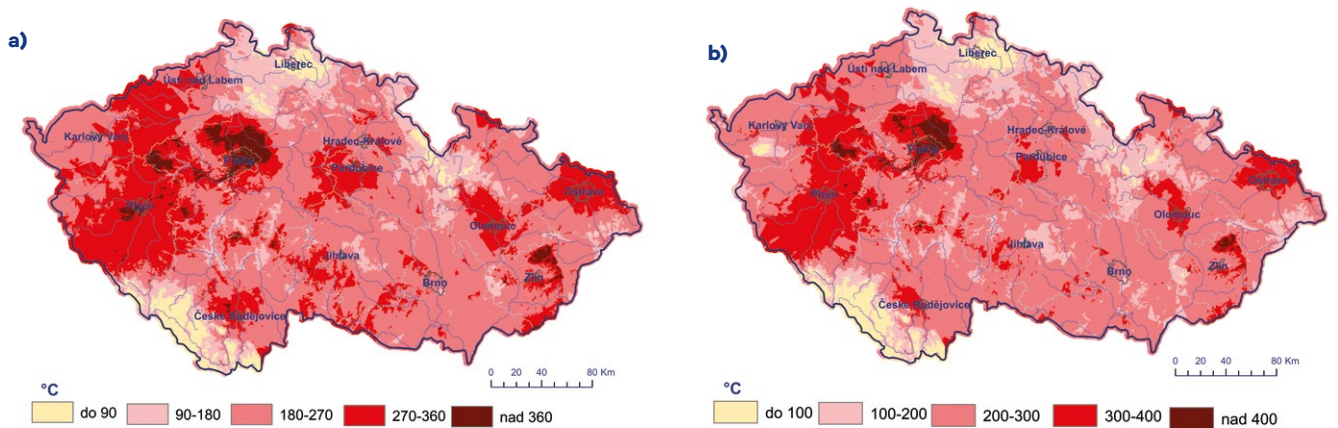 a)
Liberec
Ústí nad Labem
Karlovy Vary
Hradec-Králové
Praha
Pardubice
Plzeň
Ostrava
Olomouc
Jihlava
Zlín
Brno
České Budějovice
0 20 40 80 Km
°C
do 90 90-180 180-270 270-360 nad 360
b)
Liberec
Ústí nad Labem
Karlovy Vary
Hradec-Králové
Praha
Pardubice
Plzeň
Ostrava
Olomouc
Jihlava
Zlín
Brno
České Budějovice
0 20 40 80 Km
°C
do 100 100-200 200-300 300-400 nad 400